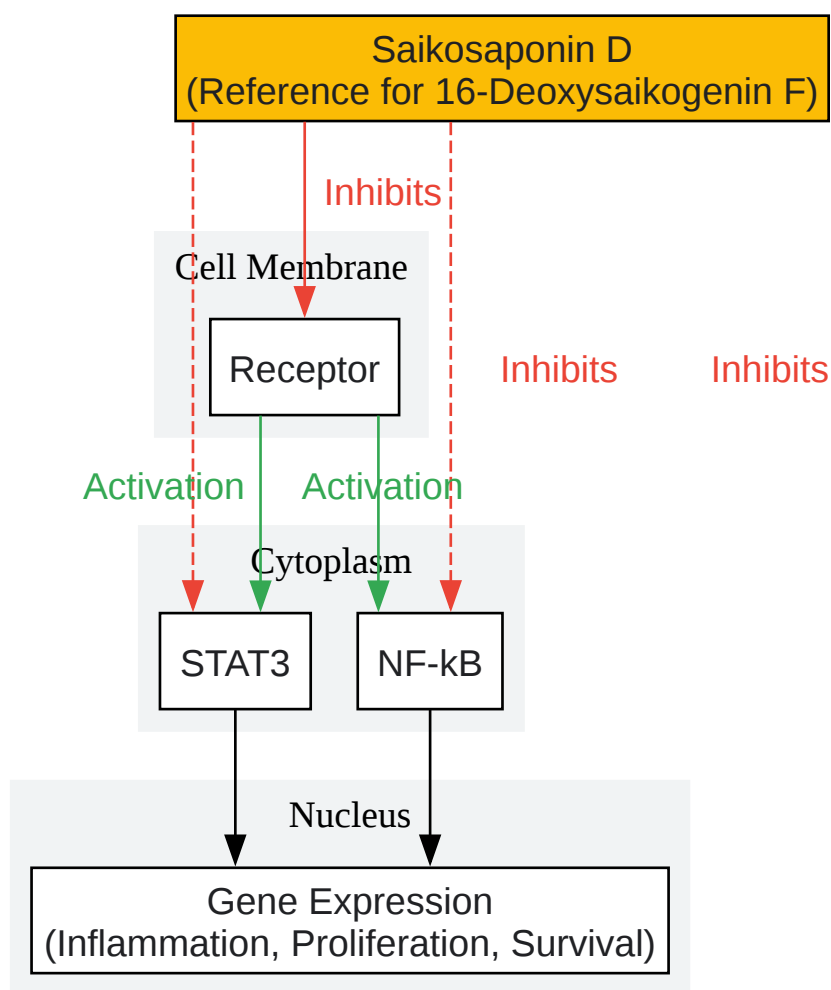 Saikosaponin D
(Reference for 16-Deoxysaikogenin F)
Inhibits
Cell Membrane
Receptor
Inhibits
Inhibits
Activation
Activation
Cytoplasm
STAT3
NF-kB
Nucleus
Gene Expression
(Inflammation, Proliferation, Survival)